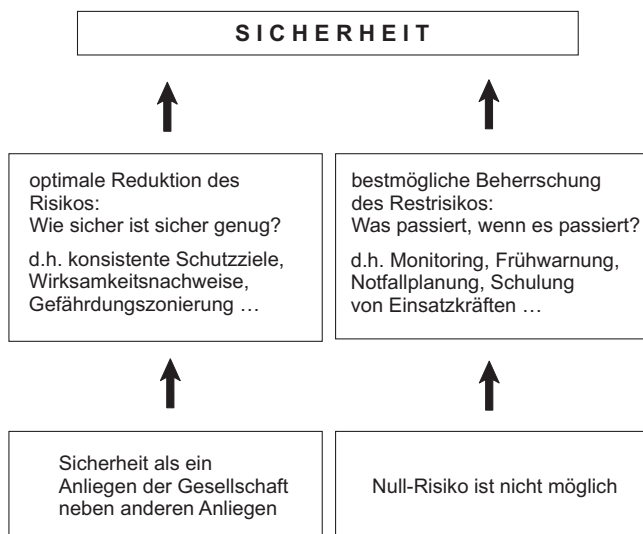 SICHERHEIT
optimale Reduktion des
Risikos:
Wie sicher ist sicher genug?
d.h. konsistente Schutzziele,
Wirksamkeitsnachweise,
Gefährdungszonierung …
bestmögliche Beherrschung
des Restrisikos:
Was passiert, wenn es passiert?
d.h. Monitoring, Frühwarnung,
Notfallplanung, Schulung
von Einsatzkräften …
Sicherheit als ein
Anliegen der Gesellschaft
neben anderen Anliegen
Null-Risiko ist nicht möglich